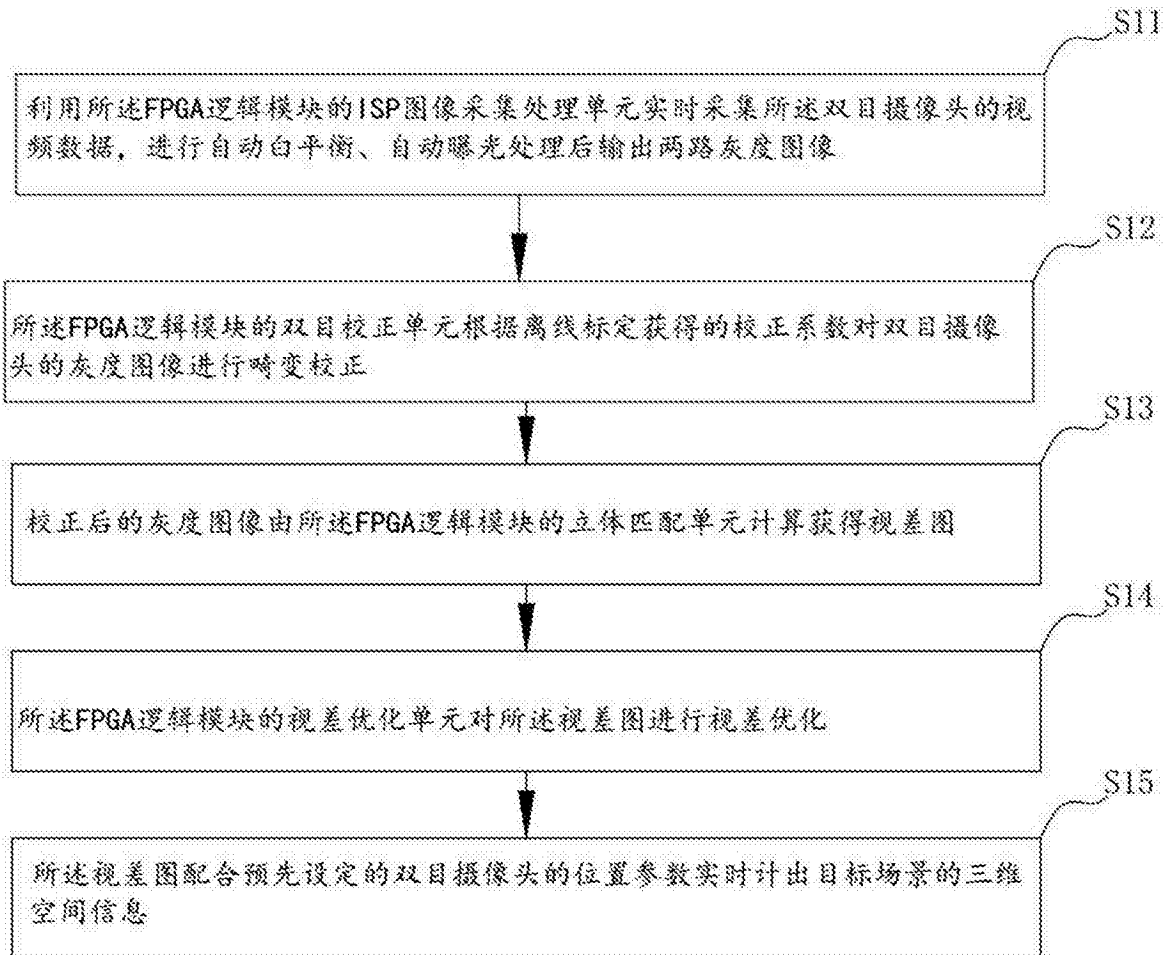 S11
利用所述FPGA逻辑模块的ISP图像采集处理单元实时采集所述双目摄像头的视
频数据，进行自动白平衡、自动曝光处理后输出两路灰度图像
S12
所述FPGA逻辑模块的双目校正单元根据离线标定获得的校正系数对双目摄像
头的灰度图像进行畸变校正
S13
校正后的灰度图像由所述FPGA逻辑模块的立体匹配单元计算获得视差图
S14
所述FPGA逻辑模块的视差优化单元对所述视差图进行视差优化
S15
所述视差图配合预先设定的双目摄像头的位置参数实时计出目标场景的三维
空间信息